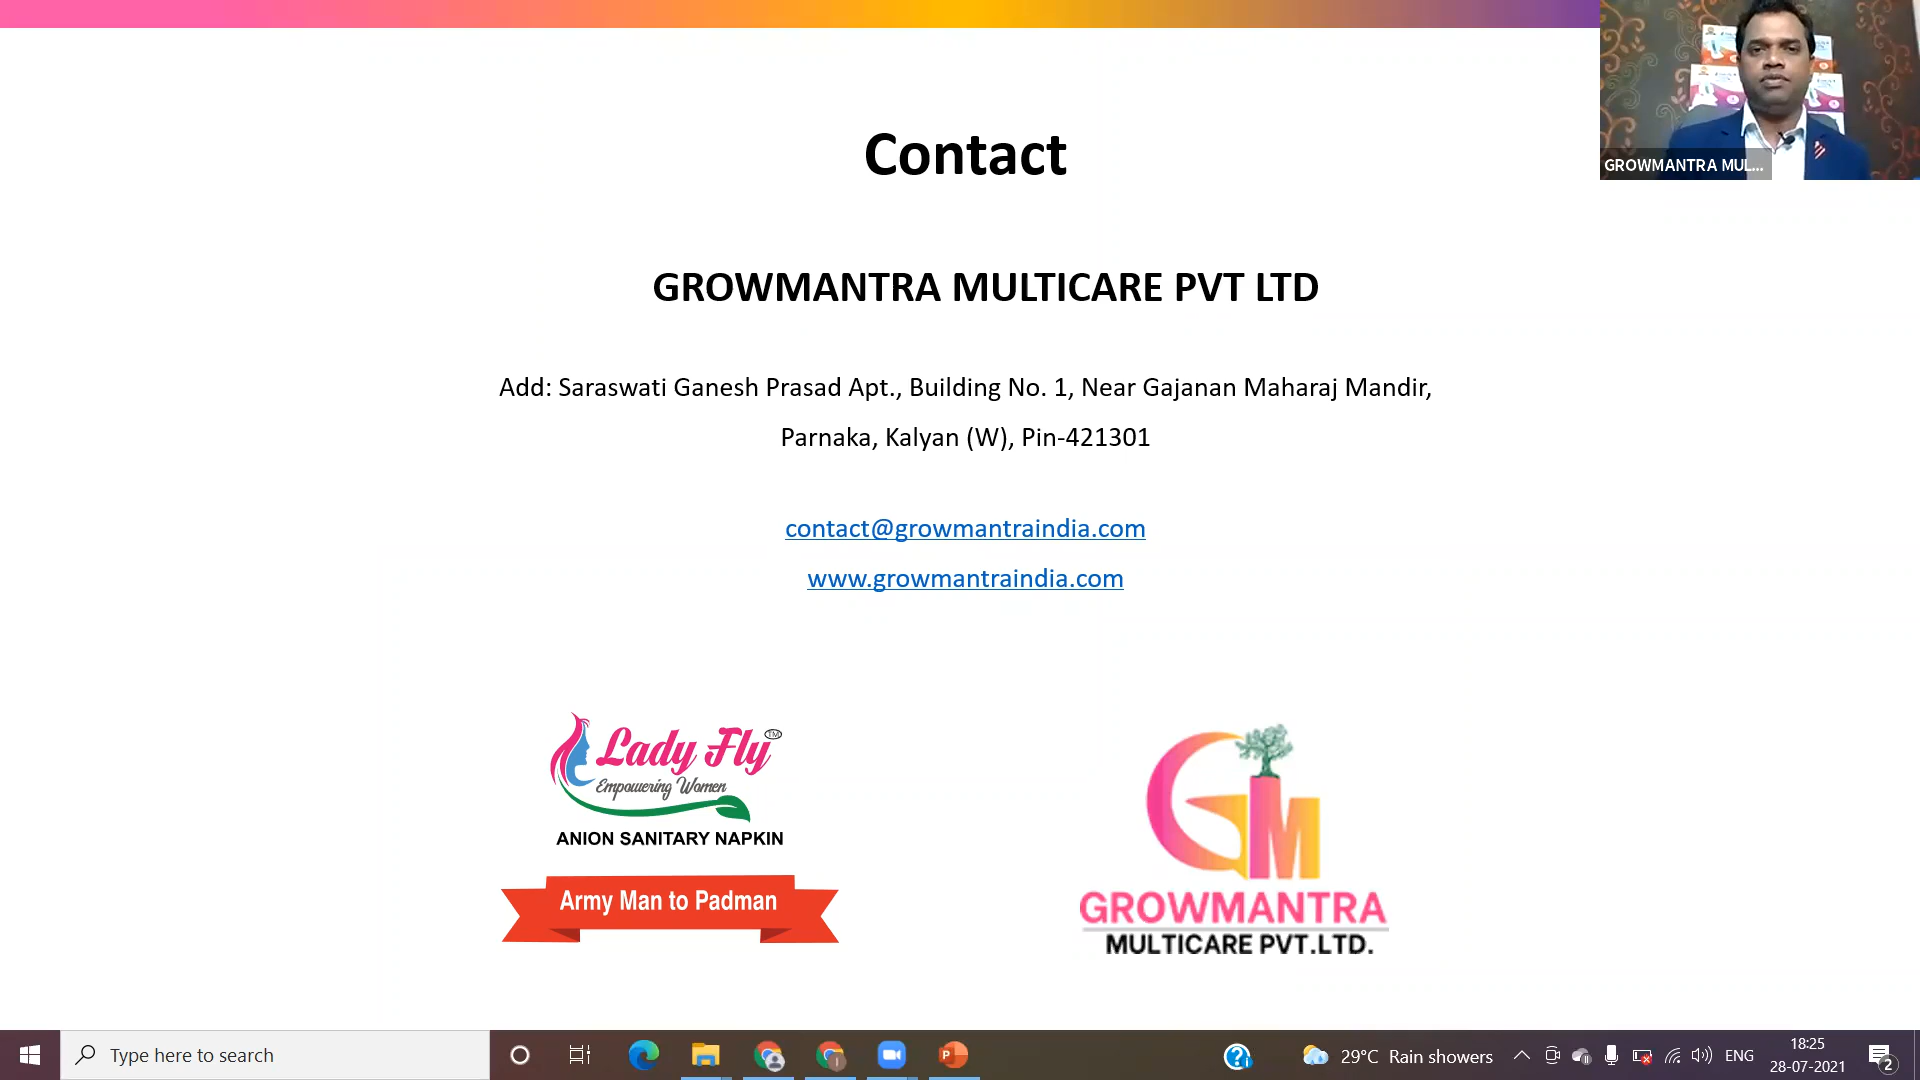 GROWMANTRA MUL...
Contact
GROWMANTRA MULTICARE PVT LTD
Add: Saraswati Ganesh Prasad Apt., Building No. 1, Near Gajanan Maharaj Mandir,
Parnaka, Kalyan (W), Pin-421301
contact@growmantraindia.com
www.growmantraindia.com
Lady Fly TM
Empowering Women
ANION SANITARY NAPKIN
Army Man to Padman
GM
GROWMANTRA
MULTICARE PVT.LTD.
Type here to search
29°C Rain showers
ENG
18:25
28-07-2021
2